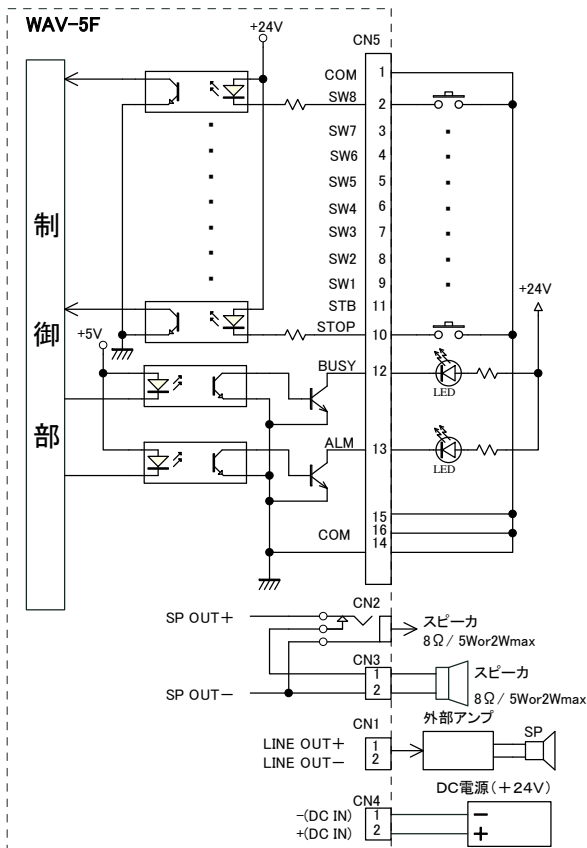 WAV-5F
+24V
CN5
COM 1
SW8 2
SW7 3
SW6 4
SW5 5
SW4 6
SW3 7
SW2 8
SW1 9
STB 11
STOP 10
制御部
+5V
+24V
BUSY 12
LED
ALM 13
LED
15
COM 16
14
CN2
SP OUT+
スピーカ
8Ω/ 5Wor2Wmax
CN3
1
SP OUT− 2
スピーカ
8Ω/ 5Wor2Wmax
CN1
外部アンプ
SP
LINE OUT+ 1
LINE OUT− 2
DC電源(+24V)
CN4
-(DC IN) 1 −
+(DC IN) 2 +